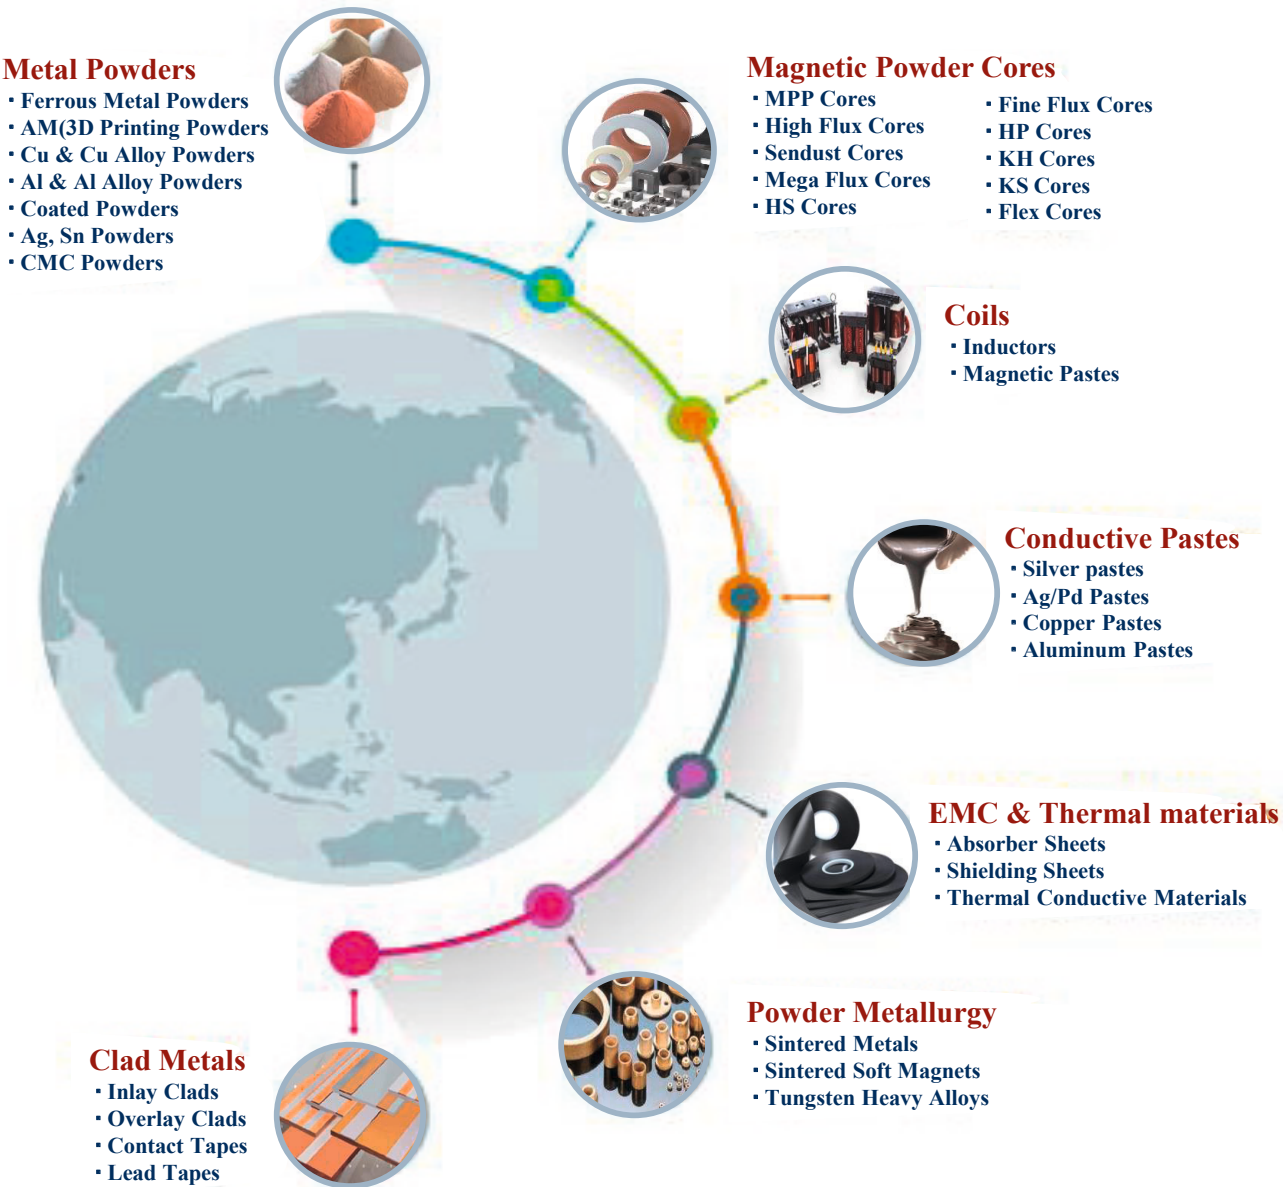 Metal Powders
▪ Ferrous Metal Powders
▪ AM(3D Printing Powders
▪ Cu & Cu Alloy Powders
▪ Al & Al Alloy Powders
▪ Coated Powders
▪ Ag, Sn Powders
▪ CMC Powders
Magnetic Powder Cores
▪ MPP Cores
▪ High Flux Cores
▪ Sendust Cores
▪ Mega Flux Cores
▪ HS Cores
▪ Fine Flux Cores
▪ HP Cores
▪ KH Cores
▪ KS Cores
▪ Flex Cores
Coils
▪ Inductors
▪ Magnetic Pastes
Conductive Pastes
▪ Silver pastes
▪ Ag/Pd Pastes
▪ Copper Pastes
▪ Aluminum Pastes
EMC & Thermal materials
▪ Absorber Sheets
▪ Shielding Sheets
▪ Thermal Conductive Materials
Powder Metallurgy
▪ Sintered Metals
▪ Sintered Soft Magnets
▪ Tungsten Heavy Alloys
Clad Metals
▪ Inlay Clads
▪ Overlay Clads
▪ Contact Tapes
▪ Lead Tapes